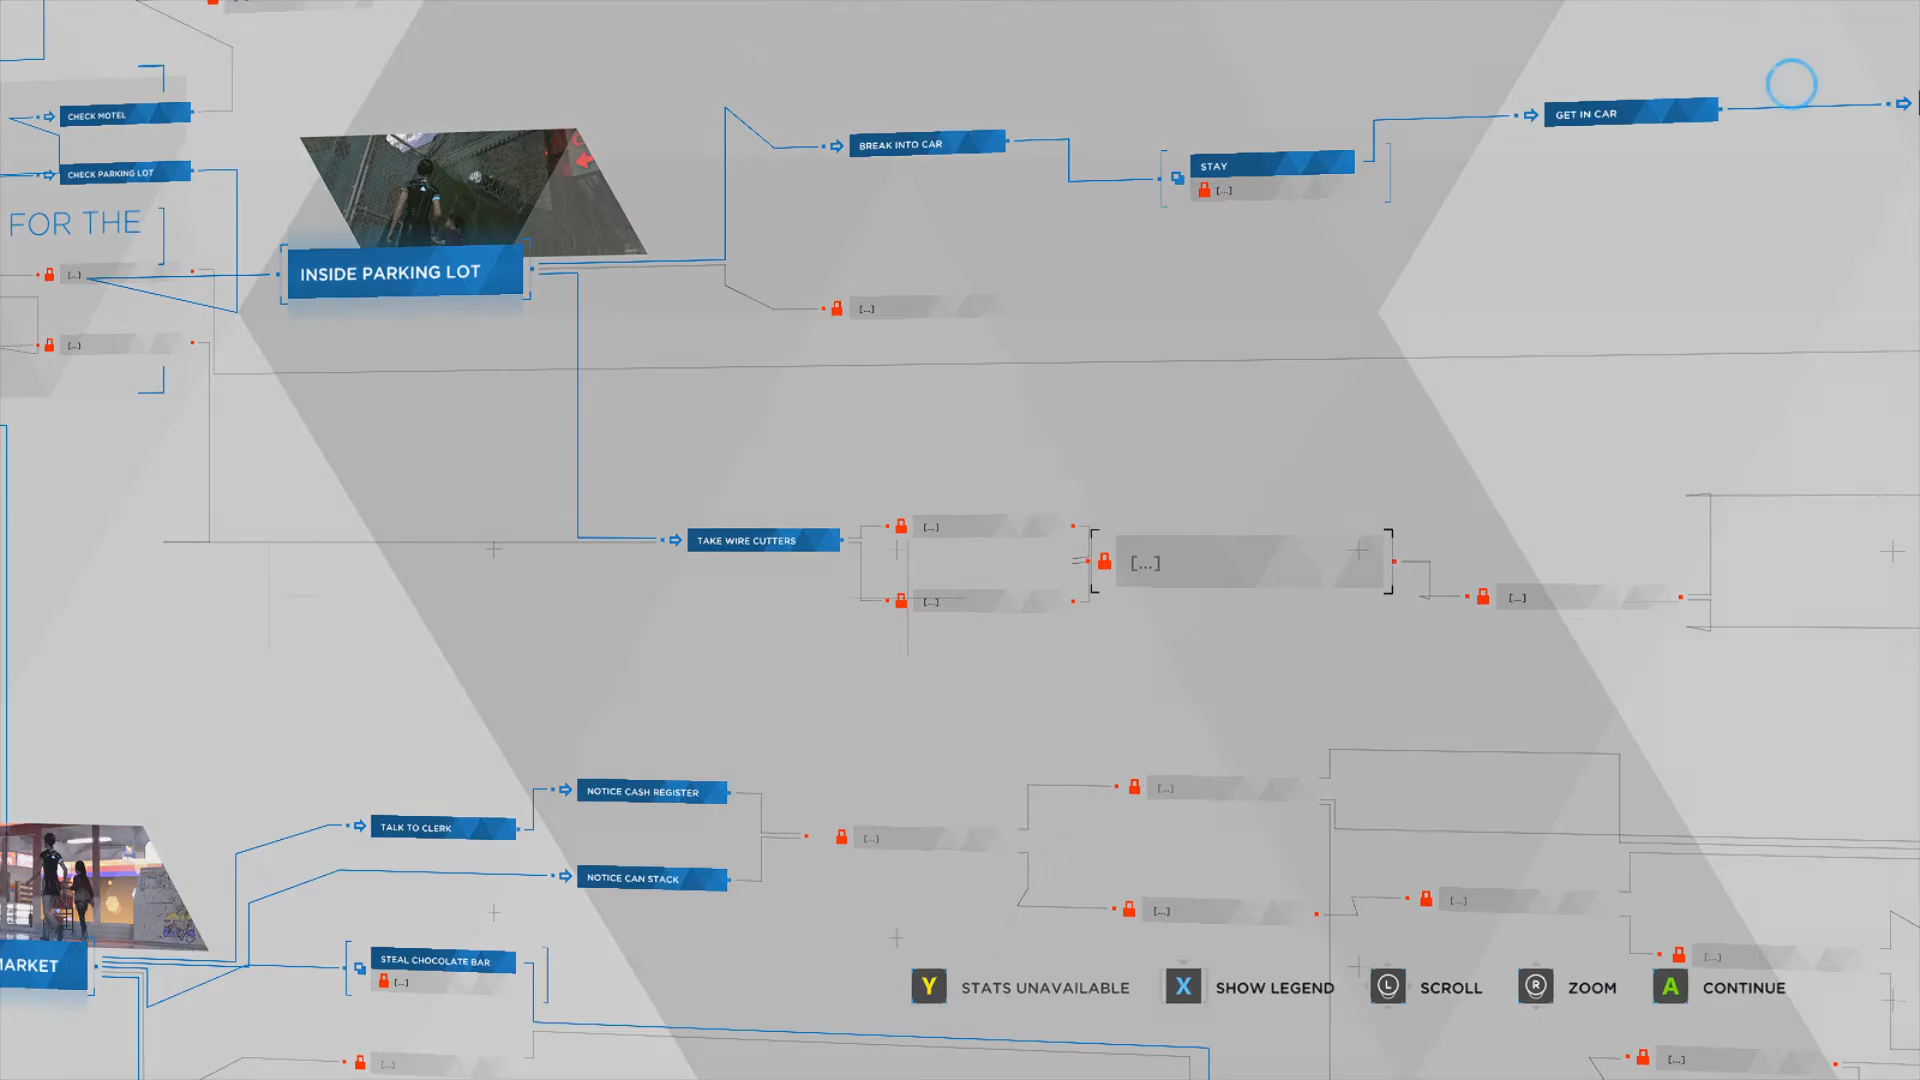 CHECK MOTEL
CHECK PARKING LOT
FOR THE
[...]
[...]
INSIDE PARKING LOT
BREAK INTO CAR
STAY
[...]
GET IN CAR
[...]
TAKE WIRE CUTTERS
[...]
[...]
[...]
[...]
TALK TO CLERK
NOTICE CASH REGISTER
NOTICE CAN STACK
[...]
[...]
[...]
[...]
[...]
MARKET
STEAL CHOCOLATE BAR
[...]
[...]
[...]
Y STATS UNAVAILABLE
X SHOW LEGEND
L SCROLL
R ZOOM
A CONTINUE